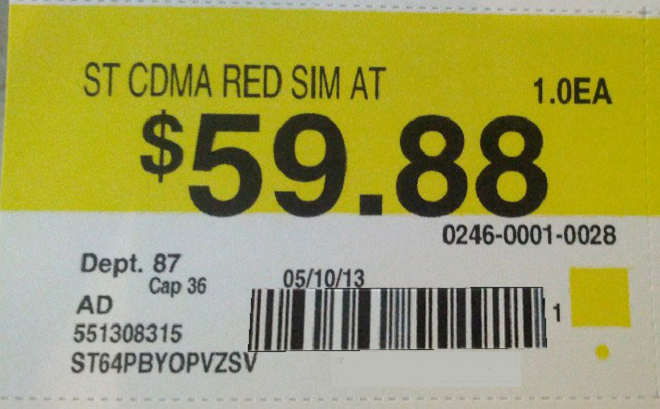 ST CDMA RED SIM AT 1.0EA
$59.88
0246-0001-0028
Dept. 87
Cap 36 05/10/13
AD
551308315 1
ST64PBYOPVZSV